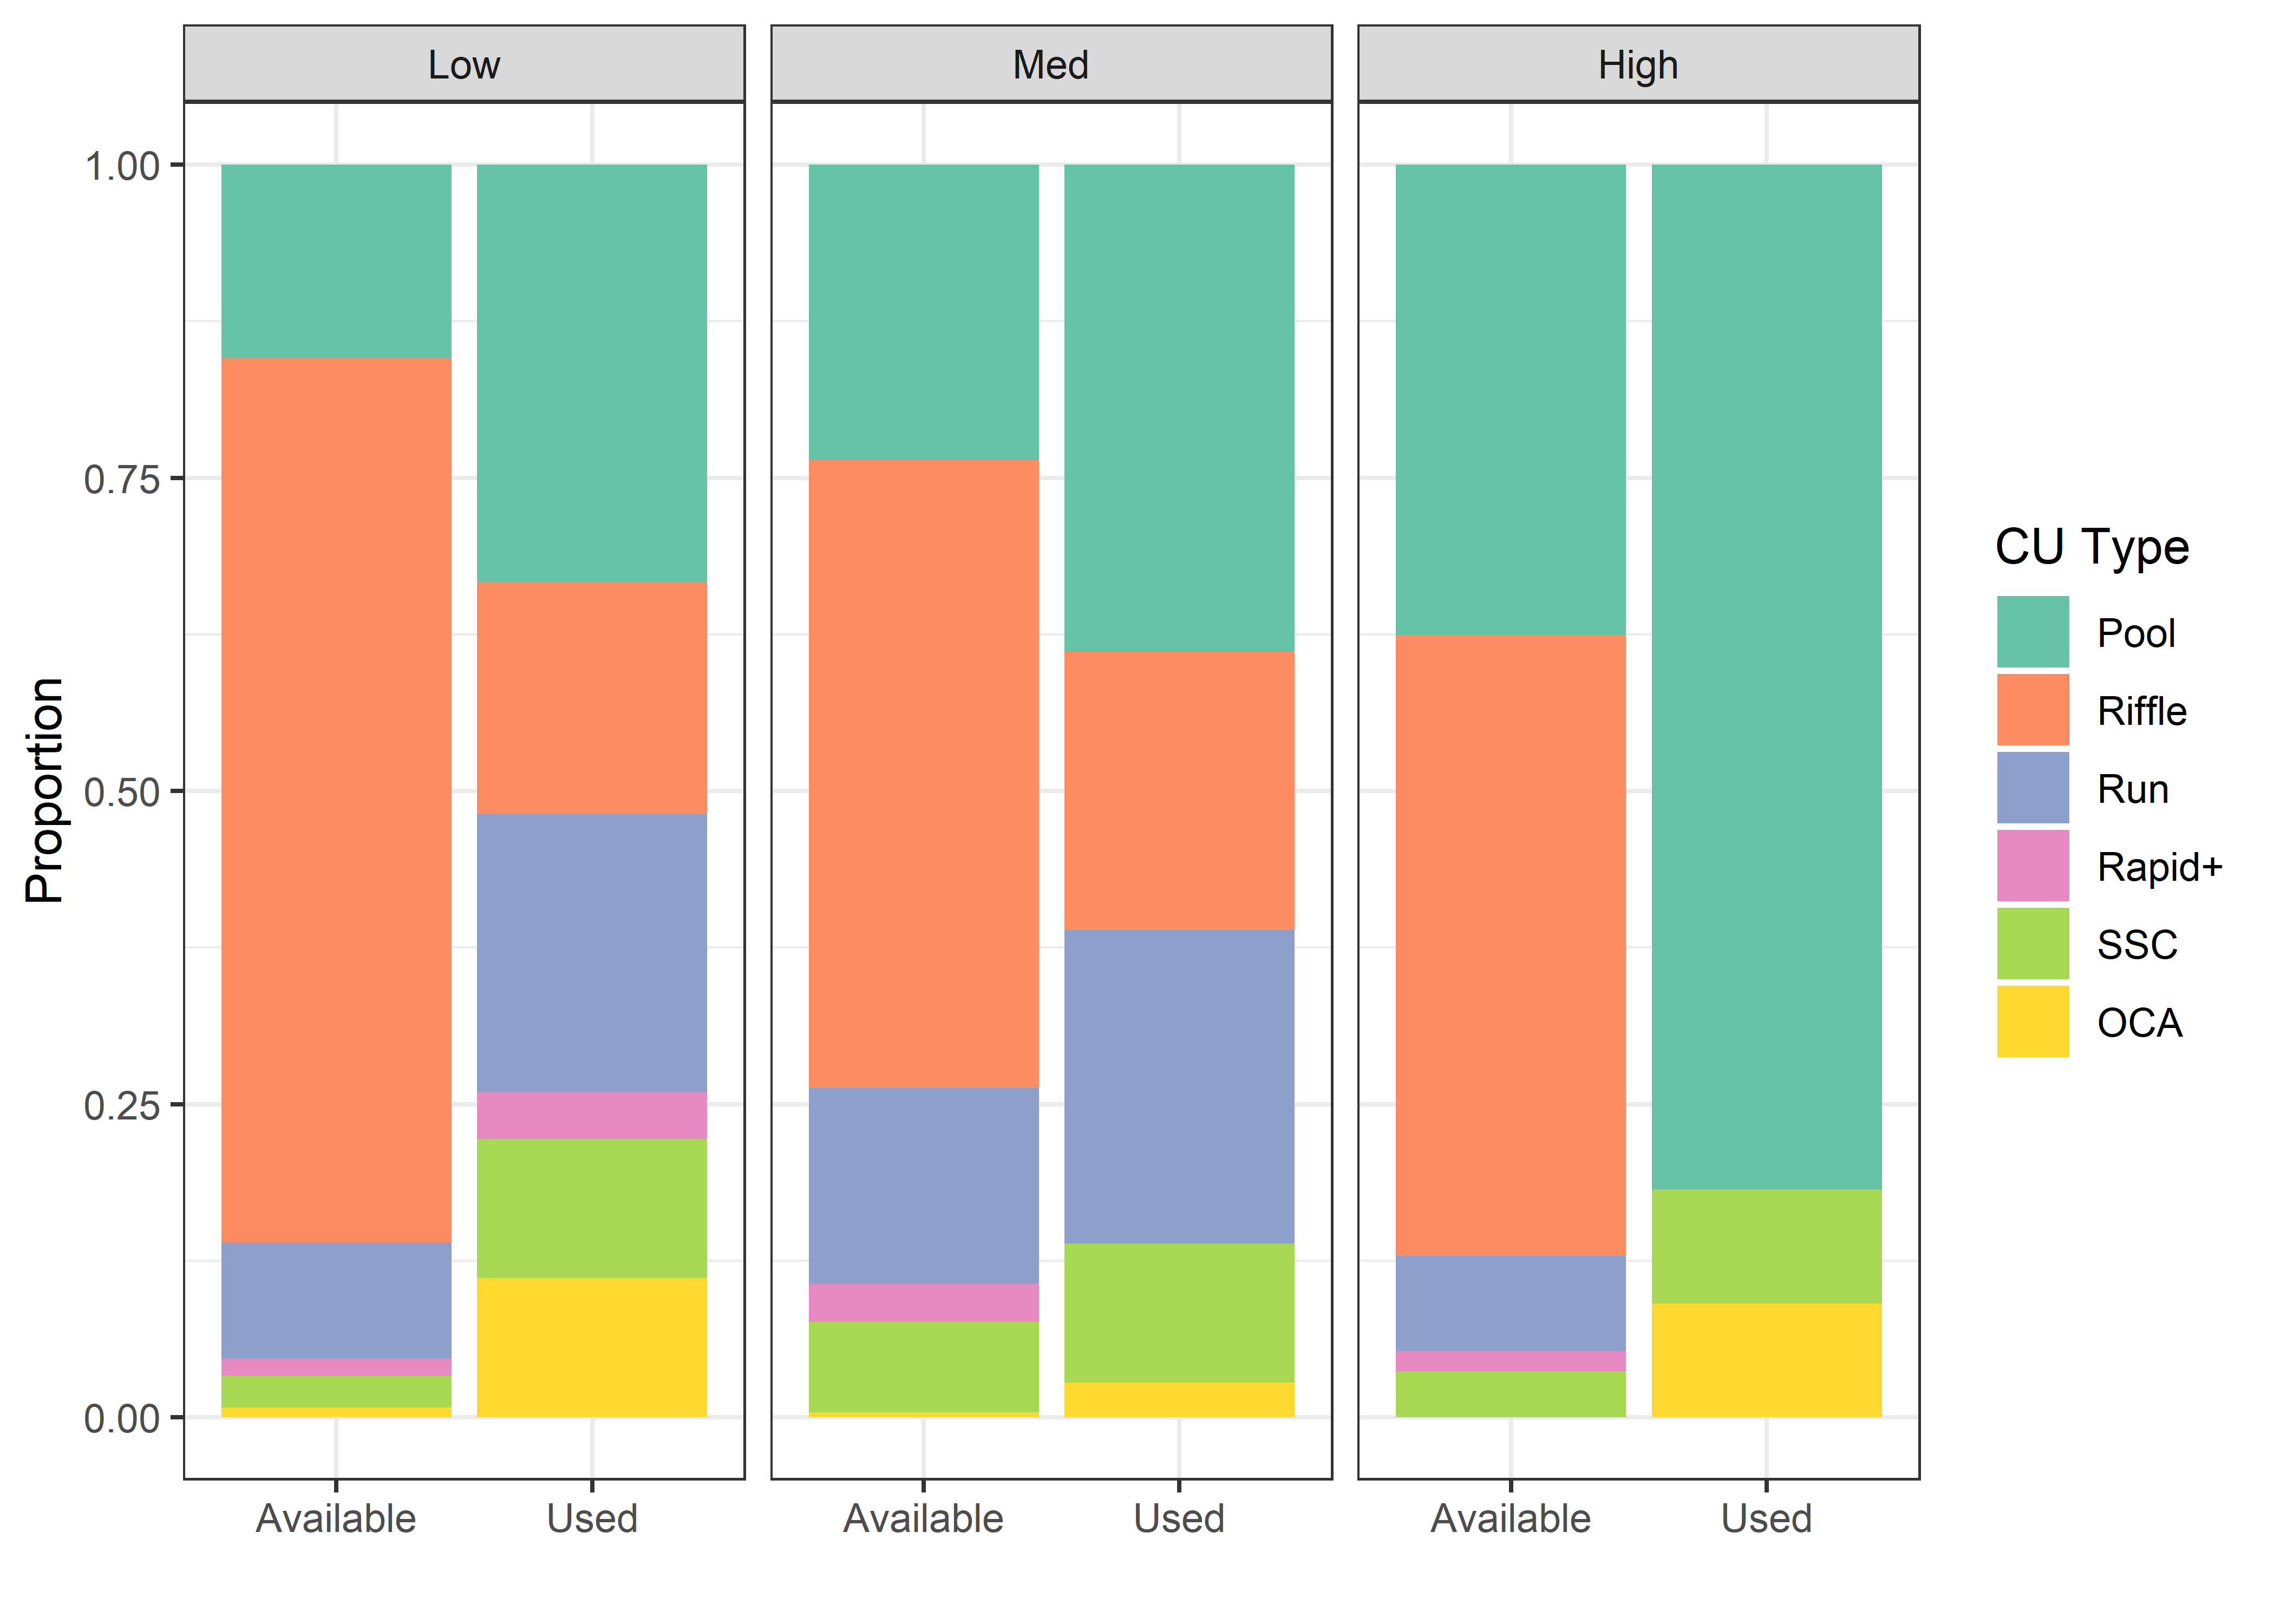 Low
Med
High
1.00
0.75
0.50
0.25
0.00
Proportion
Available
Used
Available
Used
Available
Used
CU Type
Pool
Riffle
Run
Rapid+
SSC
OCA